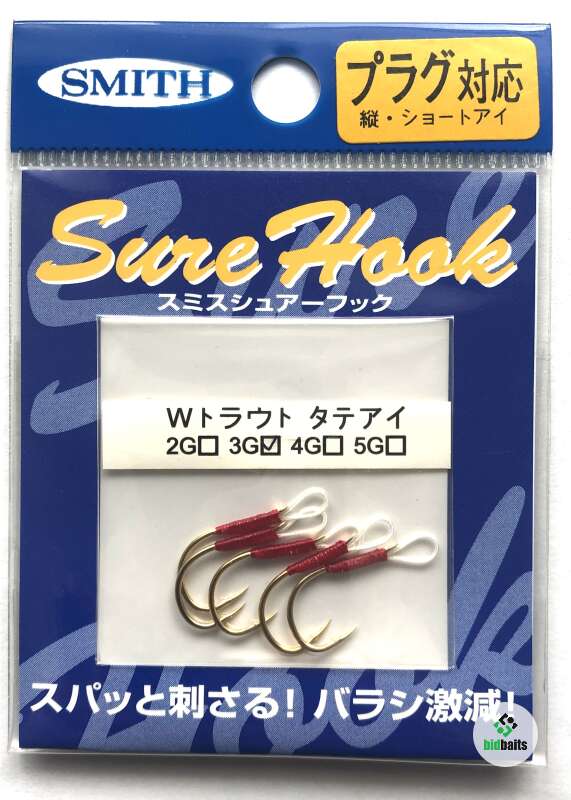 SMITH
プラグ対応
縦・ショートアイ
Sure Hook
スミスシュアーフック
Wトラウト タテアイ
2G□ 3G☑ 4G□ 5G□
スパッと刺さる！バラシ激減！
bidbaits